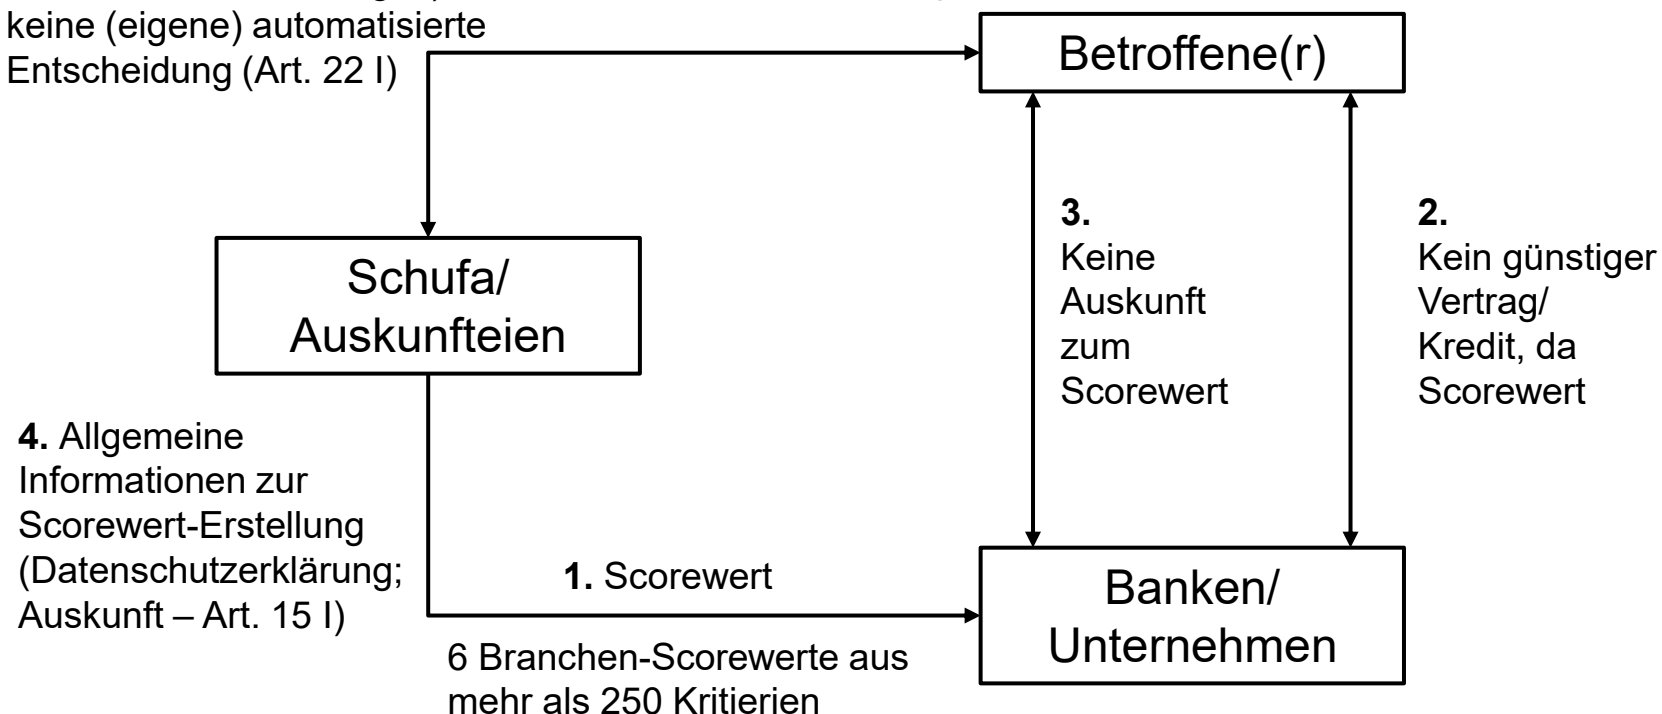 keine (eigene) automatisierte
Entscheidung (Art. 22 I)
Betroffene(r)
Schufa/
Auskunfteien
3.
Keine
Auskunft
zum
Scorewert
2.
Kein günstiger
Vertrag/
Kredit, da
Scorewert
4. Allgemeine
Informationen zur
Scorewert-Erstellung
(Datenschutzerklärung;
Auskunft – Art. 15 I)
1. Scorewert
6 Branchen-Scorewerte aus
mehr als 250 Kritierien
Banken/
Unternehmen